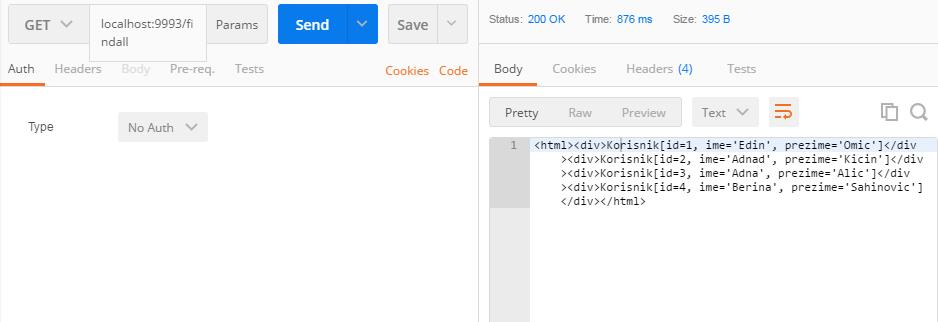 GET
localhost:9993/fi
ndall
Params
Send
Save
Auth Headers Body Pre-req. Tests
Cookies Code
Type
No Auth
Status: 200 OK Time: 876 ms Size: 395 B
Body Cookies Headers (4) Tests
Pretty Raw Preview Text
1 <html><div>Korisnik[id=1, ime='Edin', prezime='Omic']</div
><div>Korisnik[id=2, ime='Adnad', prezime='Kicin']</div
><div>Korisnik[id=3, ime='Adna', prezime='Alic']</div
><div>Korisnik[id=4, ime='Berina', prezime='Sahinovic']
</div></html>